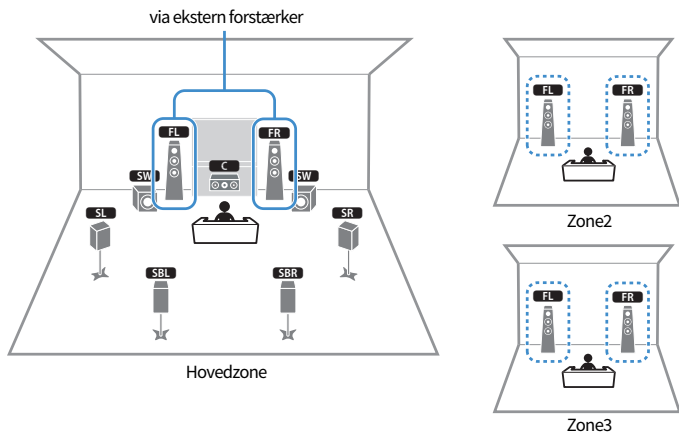 via ekstern forstærker
FL
FR
SW
C
SW
SL
SR
SBL
SBR
Hovedzone
FL
FR
Zone2
FL
FR
Zone3